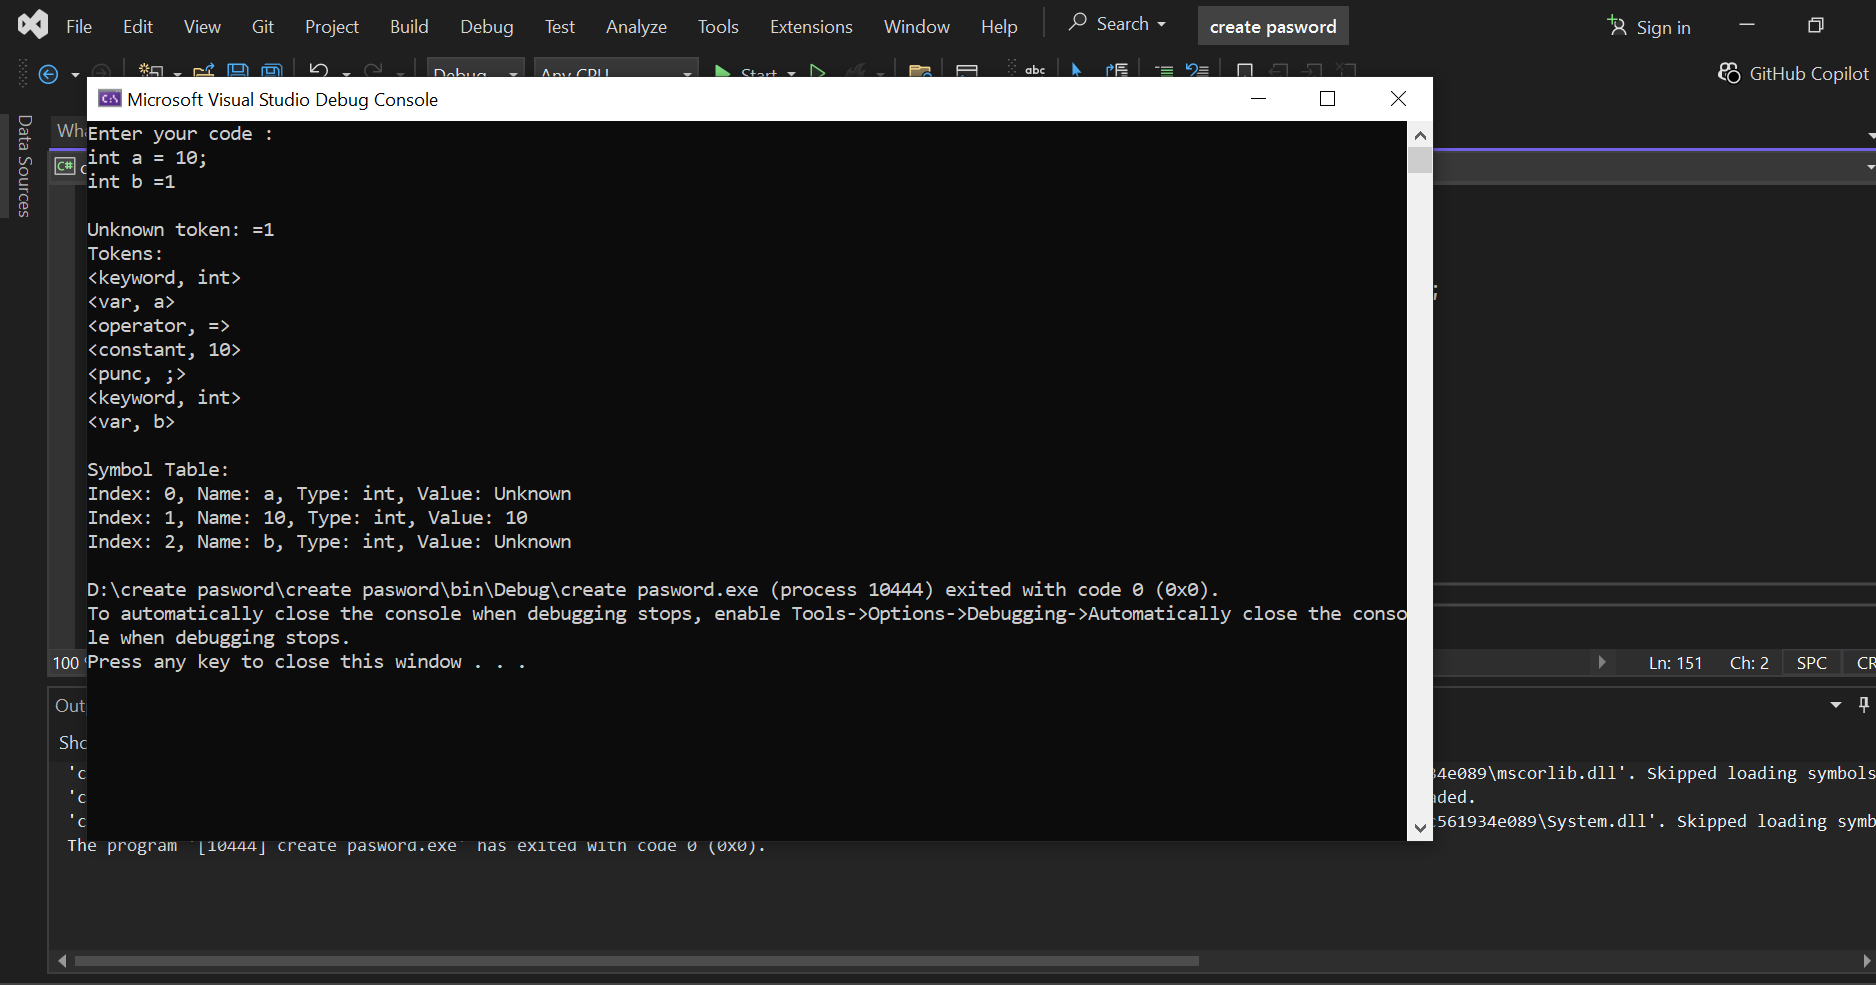 File Edit View Git Project Build Debug Test Analyze Tools Extensions Window Help Search create pasword Sign in
Debug Any CPU Start abc GitHub Copilot
Microsoft Visual Studio Debug Console
Data Sources
Enter your code :
int a = 10;
int b =1
Unknown token: =1
Tokens:
<keyword, int>
<var, a>
<operator, =>
<constant, 10>
<punc, ;>
<keyword, int>
<var, b>
Symbol Table:
Index: 0, Name: a, Type: int, Value: Unknown
Index: 1, Name: 10, Type: int, Value: 10
Index: 2, Name: b, Type: int, Value: Unknown
D:\create pasword\create pasword\bin\Debug\create pasword.exe (process 10444) exited with code 0 (0x0).
To automatically close the console when debugging stops, enable Tools->Options->Debugging->Automatically close the conso
le when debugging stops.
Press any key to close this window . . .
;
100 Ln: 151 Ch: 2 SPC CR
Out
Sho
'c 34e089\mscorlib.dll'. Skipped loading symbols
'c aded.
'c c561934e089\System.dll'. Skipped loading symb
The program '[10444] create pasword.exe' has exited with code 0 (0x0).